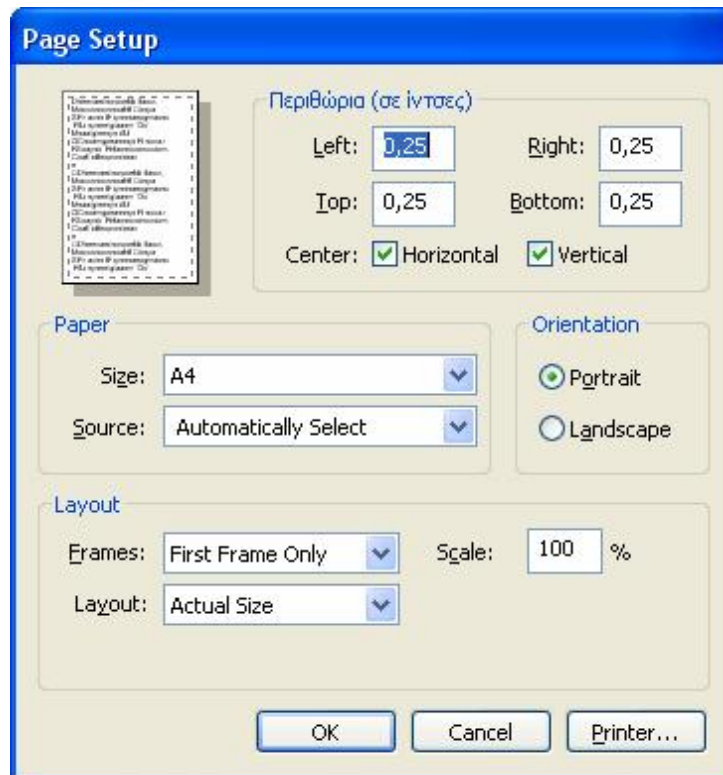 Page Setup
Περιθώρια (σε ίντσες)
Left: 0,25 Right: 0,25
Top: 0,25 Bottom: 0,25
Center: Horizontal Vertical
Paper
Size: A4
Source: Automatically Select
Orientation
Portrait
Landscape
Layout
Frames: First Frame Only Scale: 100 %
Layout: Actual Size
OK Cancel Printer...